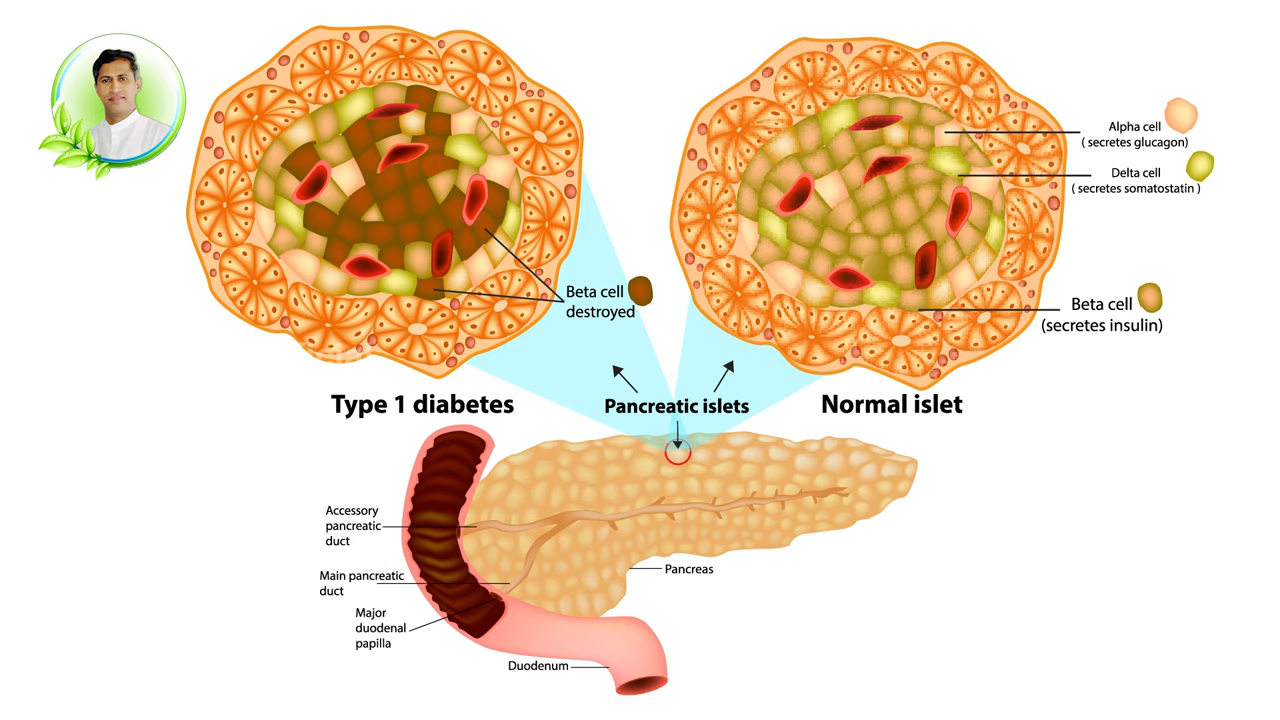 Alpha cell
( secretes glucagon)
Delta cell
( secretes somatostatin )
Beta cell
destroyed
Beta cell
(secretes insulin)
Type 1 diabetes
Pancreatic islets
Normal islet
Accessory
pancreatic
duct
Main pancreatic
duct
Major
duodenal
papilla
Pancreas
Duodenum